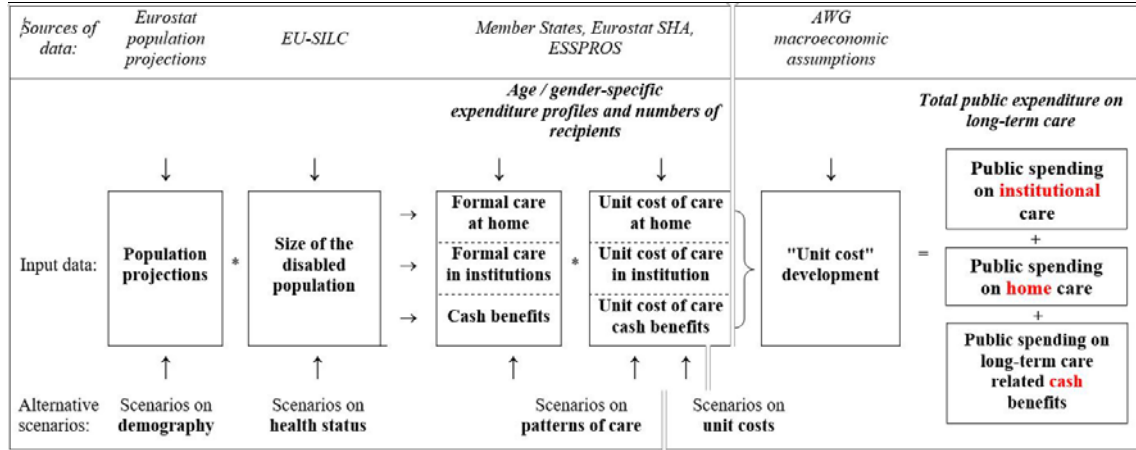 Sources of
data:
Eurostat
population
projections
EU-SILC
Member States, Eurostat SHA,
ESSPROS
AWG
macroeconomic
assumptions
Age / gender-specific
expenditure profiles and numbers of
recipients
Total public expenditure on
long-term care
↓ ↓ ↓ ↓ ↓
Input data:
Population
projections
*
Size of the
disabled
population
→
→
→
Formal care
at home
Formal care
in institutions
Cash benefits
*
Unit cost of care
at home
Unit cost of care
in institution
Unit cost of care
cash benefits
}
"Unit cost"
development
=
Public spending
on institutional
care
+
Public spending
on home care
+
Public spending on
long-term care
related cash
benefits
↑ ↑ ↑ ↑ ↑
Alternative
scenarios:
Scenarios on
demography
Scenarios on
health status
Scenarios on
patterns of care
Scenarios on
unit costs